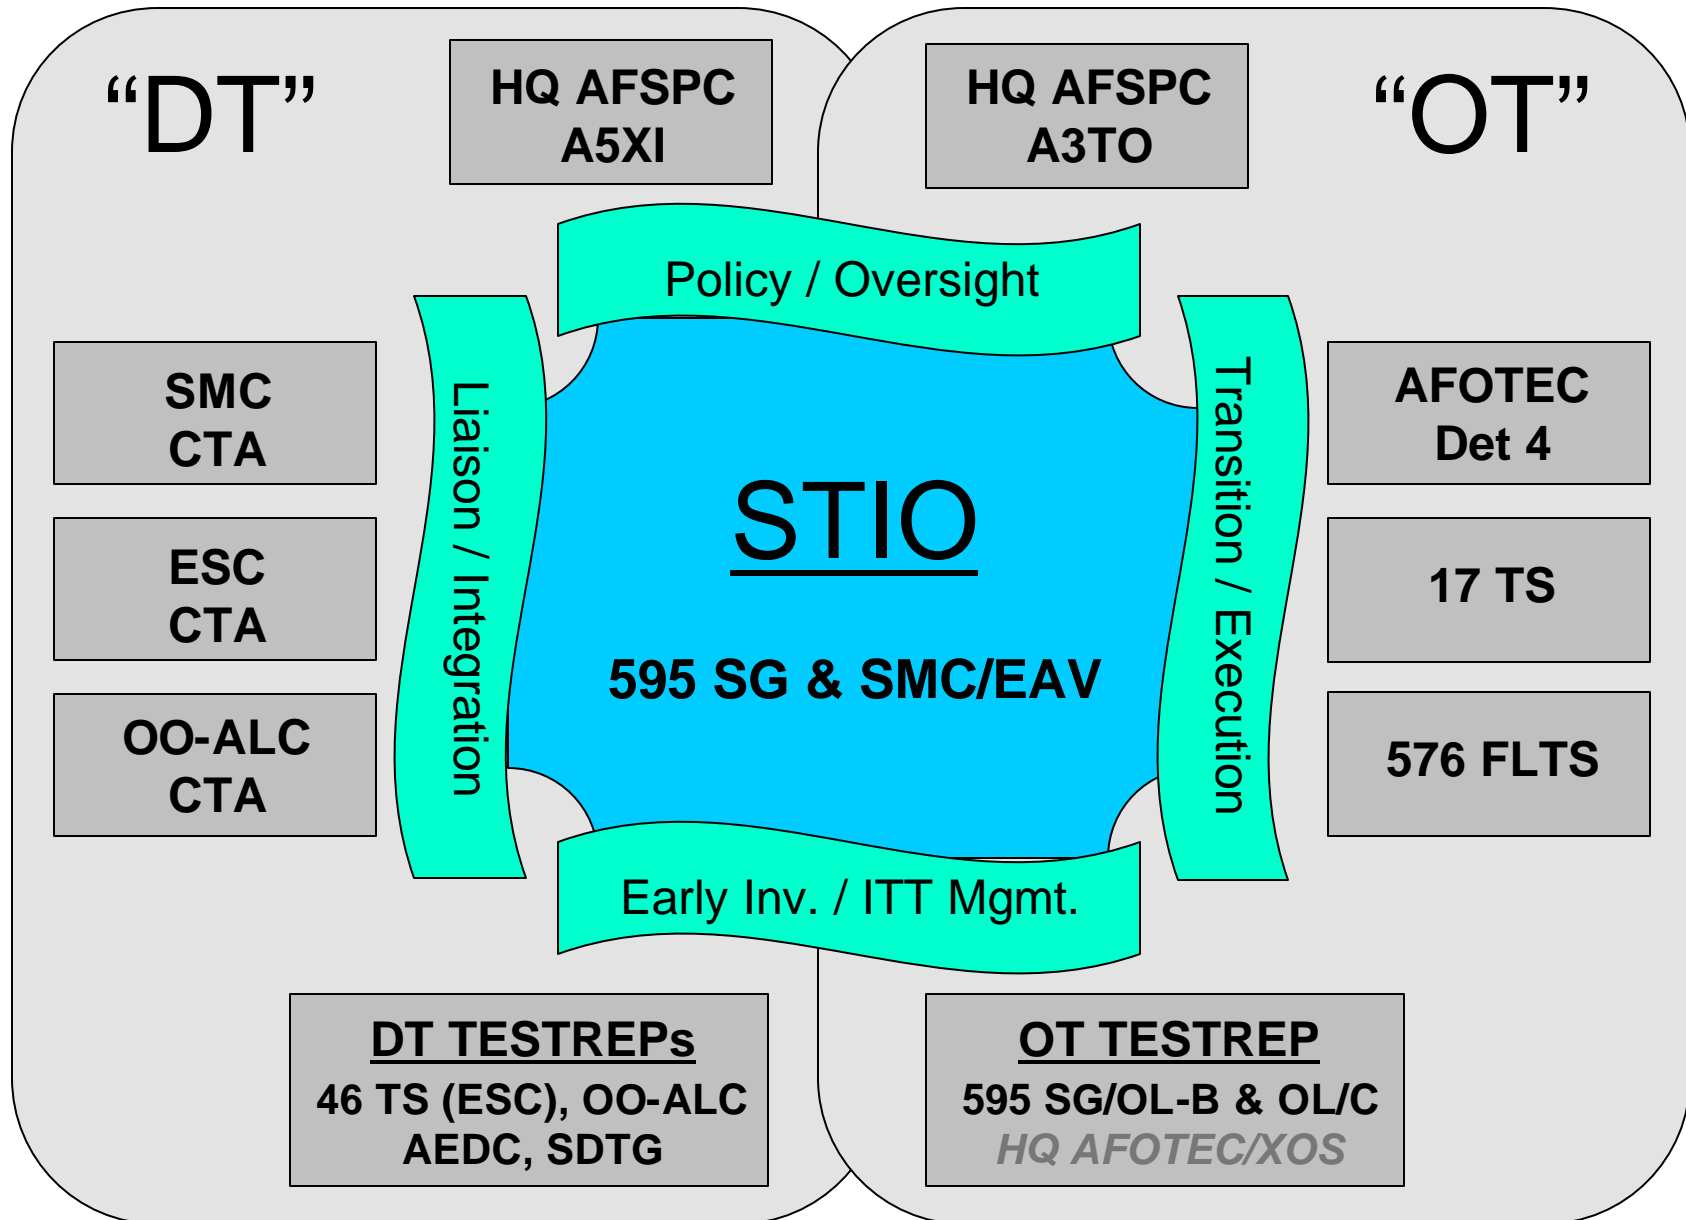 “DT”
HQ AFSPC
A5XI
HQ AFSPC
A3TO
“OT”
Policy / Oversight
SMC
CTA
ESC
CTA
OO-ALC
CTA
Liaison / Integration
STIO
595 SG & SMC/EAV
Transition / Execution
AFOTEC
Det 4
17 TS
576 FLTS
Early Inv. / ITT Mgmt.
DT TESTREPs
46 TS (ESC), OO-ALC
AEDC, SDTG
OT TESTREP
595 SG/OL-B & OL/C
HQ AFOTEC/XOS